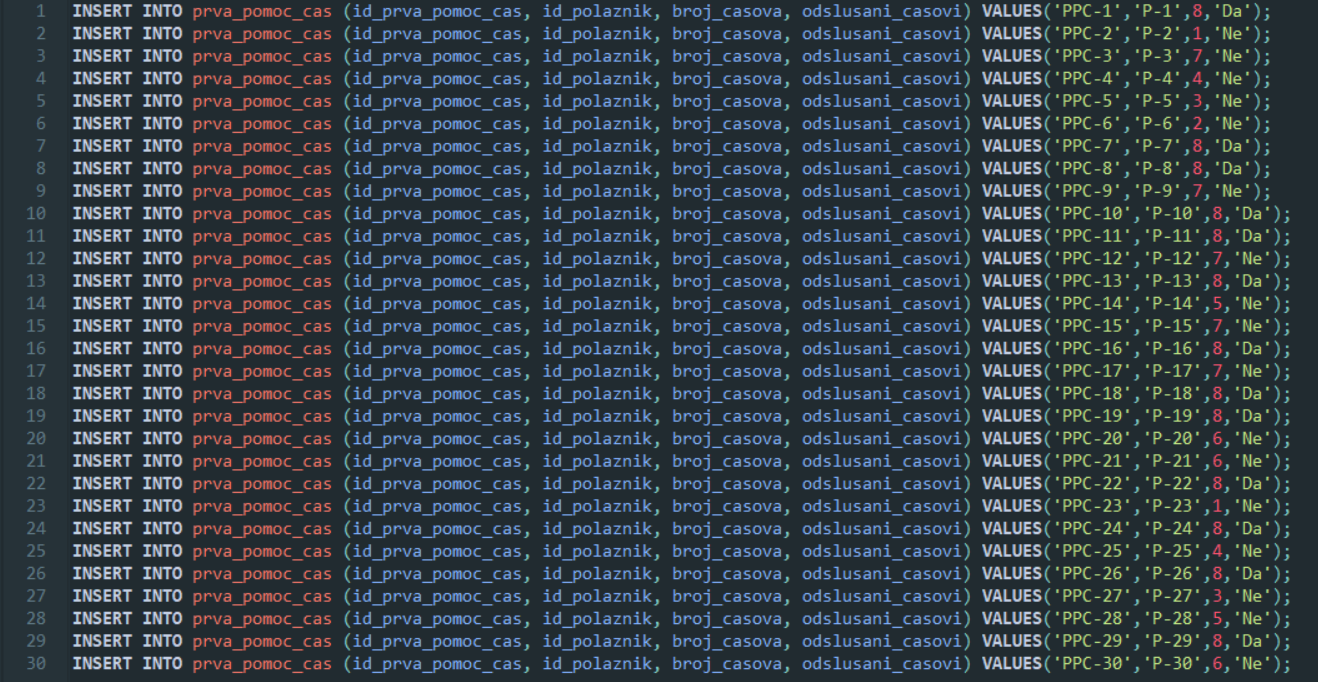 1 INSERT INTO prva_pomoc_cas (id_prva_pomoc_cas, id_polaznik, broj_casova, odslusani_casovi) VALUES('PPC-1','P-1',8,'Da');
2 INSERT INTO prva_pomoc_cas (id_prva_pomoc_cas, id_polaznik, broj_casova, odslusani_casovi) VALUES('PPC-2','P-2',1,'Ne');
3 INSERT INTO prva_pomoc_cas (id_prva_pomoc_cas, id_polaznik, broj_casova, odslusani_casovi) VALUES('PPC-3','P-3',7,'Ne');
4 INSERT INTO prva_pomoc_cas (id_prva_pomoc_cas, id_polaznik, broj_casova, odslusani_casovi) VALUES('PPC-4','P-4',4,'Ne');
5 INSERT INTO prva_pomoc_cas (id_prva_pomoc_cas, id_polaznik, broj_casova, odslusani_casovi) VALUES('PPC-5','P-5',3,'Ne');
6 INSERT INTO prva_pomoc_cas (id_prva_pomoc_cas, id_polaznik, broj_casova, odslusani_casovi) VALUES('PPC-6','P-6',2,'Ne');
7 INSERT INTO prva_pomoc_cas (id_prva_pomoc_cas, id_polaznik, broj_casova, odslusani_casovi) VALUES('PPC-7','P-7',8,'Da');
8 INSERT INTO prva_pomoc_cas (id_prva_pomoc_cas, id_polaznik, broj_casova, odslusani_casovi) VALUES('PPC-8','P-8',8,'Da');
9 INSERT INTO prva_pomoc_cas (id_prva_pomoc_cas, id_polaznik, broj_casova, odslusani_casovi) VALUES('PPC-9','P-9',7,'Ne');
10 INSERT INTO prva_pomoc_cas (id_prva_pomoc_cas, id_polaznik, broj_casova, odslusani_casovi) VALUES('PPC-10','P-10',8,'Da');
11 INSERT INTO prva_pomoc_cas (id_prva_pomoc_cas, id_polaznik, broj_casova, odslusani_casovi) VALUES('PPC-11','P-11',8,'Da');
12 INSERT INTO prva_pomoc_cas (id_prva_pomoc_cas, id_polaznik, broj_casova, odslusani_casovi) VALUES('PPC-12','P-12',7,'Ne');
13 INSERT INTO prva_pomoc_cas (id_prva_pomoc_cas, id_polaznik, broj_casova, odslusani_casovi) VALUES('PPC-13','P-13',8,'Da');
14 INSERT INTO prva_pomoc_cas (id_prva_pomoc_cas, id_polaznik, broj_casova, odslusani_casovi) VALUES('PPC-14','P-14',5,'Ne');
15 INSERT INTO prva_pomoc_cas (id_prva_pomoc_cas, id_polaznik, broj_casova, odslusani_casovi) VALUES('PPC-15','P-15',7,'Ne');
16 INSERT INTO prva_pomoc_cas (id_prva_pomoc_cas, id_polaznik, broj_casova, odslusani_casovi) VALUES('PPC-16','P-16',8,'Da');
17 INSERT INTO prva_pomoc_cas (id_prva_pomoc_cas, id_polaznik, broj_casova, odslusani_casovi) VALUES('PPC-17','P-17',7,'Ne');
18 INSERT INTO prva_pomoc_cas (id_prva_pomoc_cas, id_polaznik, broj_casova, odslusani_casovi) VALUES('PPC-18','P-18',8,'Da');
19 INSERT INTO prva_pomoc_cas (id_prva_pomoc_cas, id_polaznik, broj_casova, odslusani_casovi) VALUES('PPC-19','P-19',8,'Da');
20 INSERT INTO prva_pomoc_cas (id_prva_pomoc_cas, id_polaznik, broj_casova, odslusani_casovi) VALUES('PPC-20','P-20',6,'Ne');
21 INSERT INTO prva_pomoc_cas (id_prva_pomoc_cas, id_polaznik, broj_casova, odslusani_casovi) VALUES('PPC-21','P-21',6,'Ne');
22 INSERT INTO prva_pomoc_cas (id_prva_pomoc_cas, id_polaznik, broj_casova, odslusani_casovi) VALUES('PPC-22','P-22',8,'Da');
23 INSERT INTO prva_pomoc_cas (id_prva_pomoc_cas, id_polaznik, broj_casova, odslusani_casovi) VALUES('PPC-23','P-23',1,'Ne');
24 INSERT INTO prva_pomoc_cas (id_prva_pomoc_cas, id_polaznik, broj_casova, odslusani_casovi) VALUES('PPC-24','P-24',8,'Da');
25 INSERT INTO prva_pomoc_cas (id_prva_pomoc_cas, id_polaznik, broj_casova, odslusani_casovi) VALUES('PPC-25','P-25',4,'Ne');
26 INSERT INTO prva_pomoc_cas (id_prva_pomoc_cas, id_polaznik, broj_casova, odslusani_casovi) VALUES('PPC-26','P-26',8,'Da');
27 INSERT INTO prva_pomoc_cas (id_prva_pomoc_cas, id_polaznik, broj_casova, odslusani_casovi) VALUES('PPC-27','P-27',3,'Ne');
28 INSERT INTO prva_pomoc_cas (id_prva_pomoc_cas, id_polaznik, broj_casova, odslusani_casovi) VALUES('PPC-28','P-28',5,'Ne');
29 INSERT INTO prva_pomoc_cas (id_prva_pomoc_cas, id_polaznik, broj_casova, odslusani_casovi) VALUES('PPC-29','P-29',8,'Da');
30 INSERT INTO prva_pomoc_cas (id_prva_pomoc_cas, id_polaznik, broj_casova, odslusani_casovi) VALUES('PPC-30','P-30',6,'Ne');